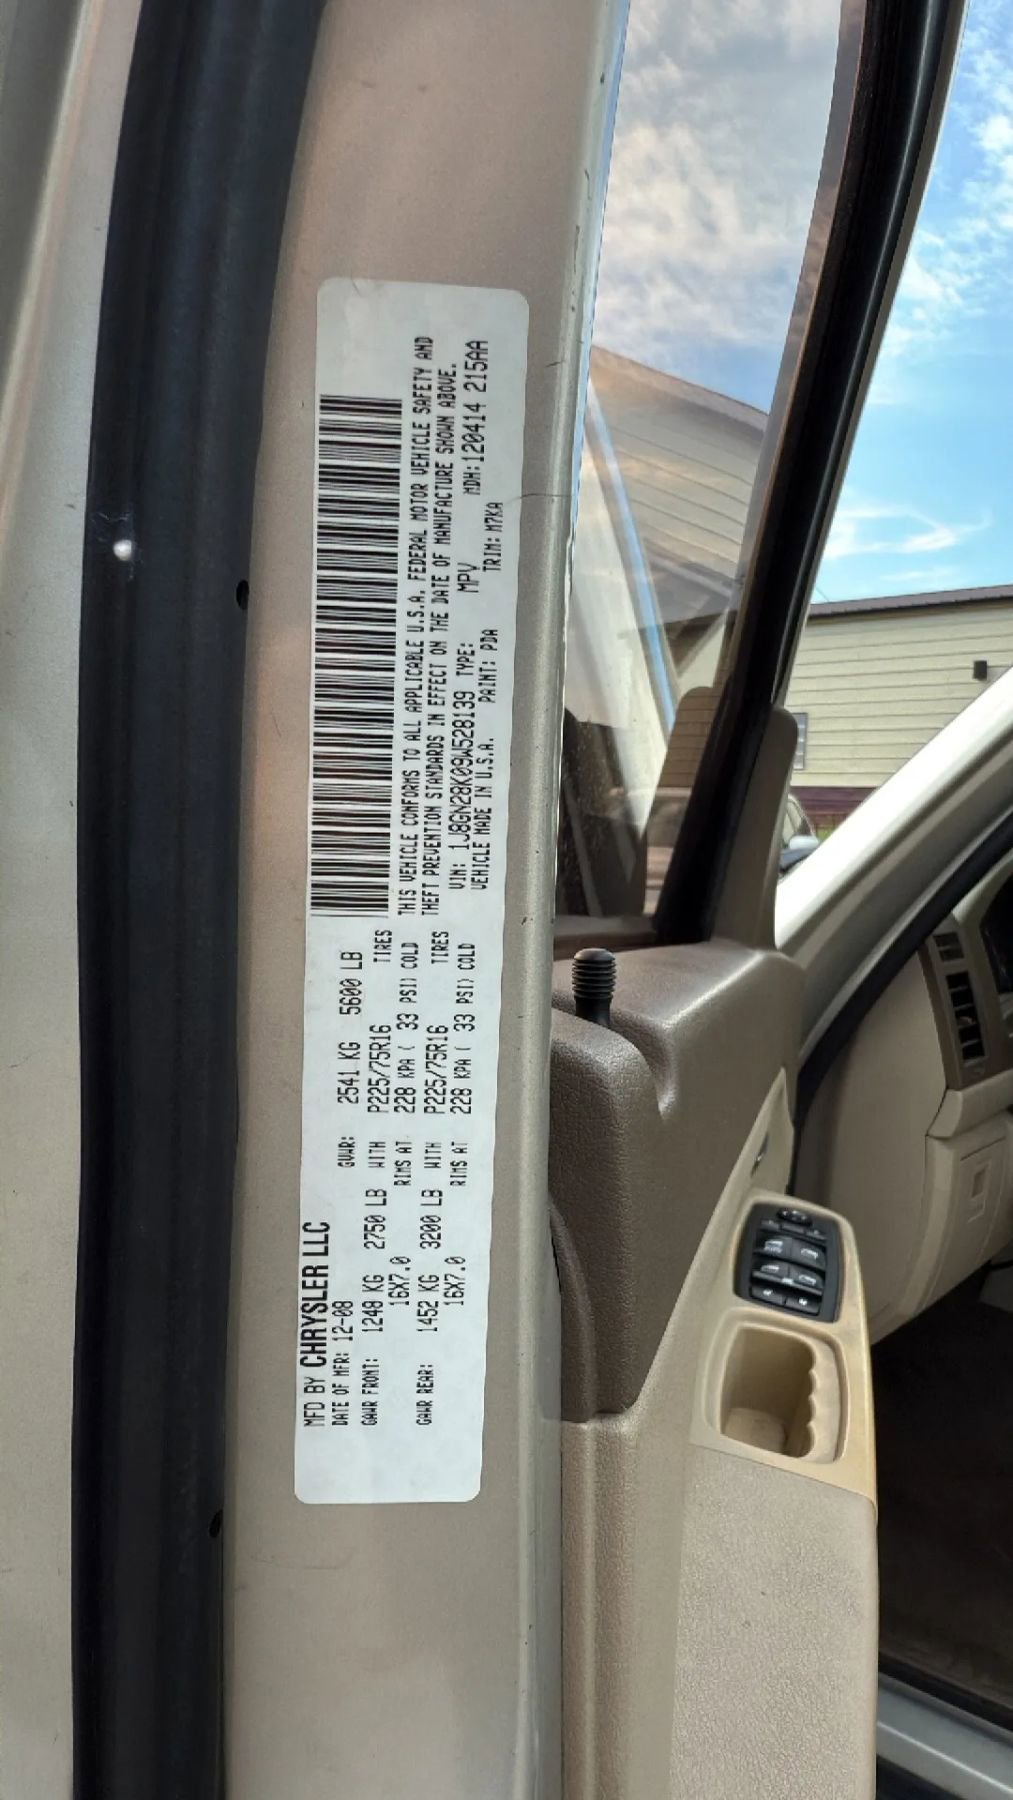 MFD BY CHRYSLER LLC
DATE OF MFR: 12-08 GVWR: 2541 KG 5600 LB
GAWR FRONT: 1248 KG 2750 LB WITH P225/75R16 TIRES
16X7.0 RIMS AT 228 KPA ( 33 PSI) COLD
GAWR REAR: 1452 KG 3200 LB WITH P225/75R16 TIRES
16X7.0 RIMS AT 228 KPA ( 33 PSI) COLD
THIS VEHICLE CONFORMS TO ALL APPLICABLE U.S.A. FEDERAL MOTOR VEHICLE SAFETY AND
THEFT PREVENTION STANDARDS IN EFFECT ON THE DATE OF MANUFACTURE SHOWN ABOVE.
VIN: 1J8GN28K09W528139 TYPE: MPV MDH: 120414 215AA
VEHICLE MADE IN U.S.A. PAINT: PDA TRIM: M7KA